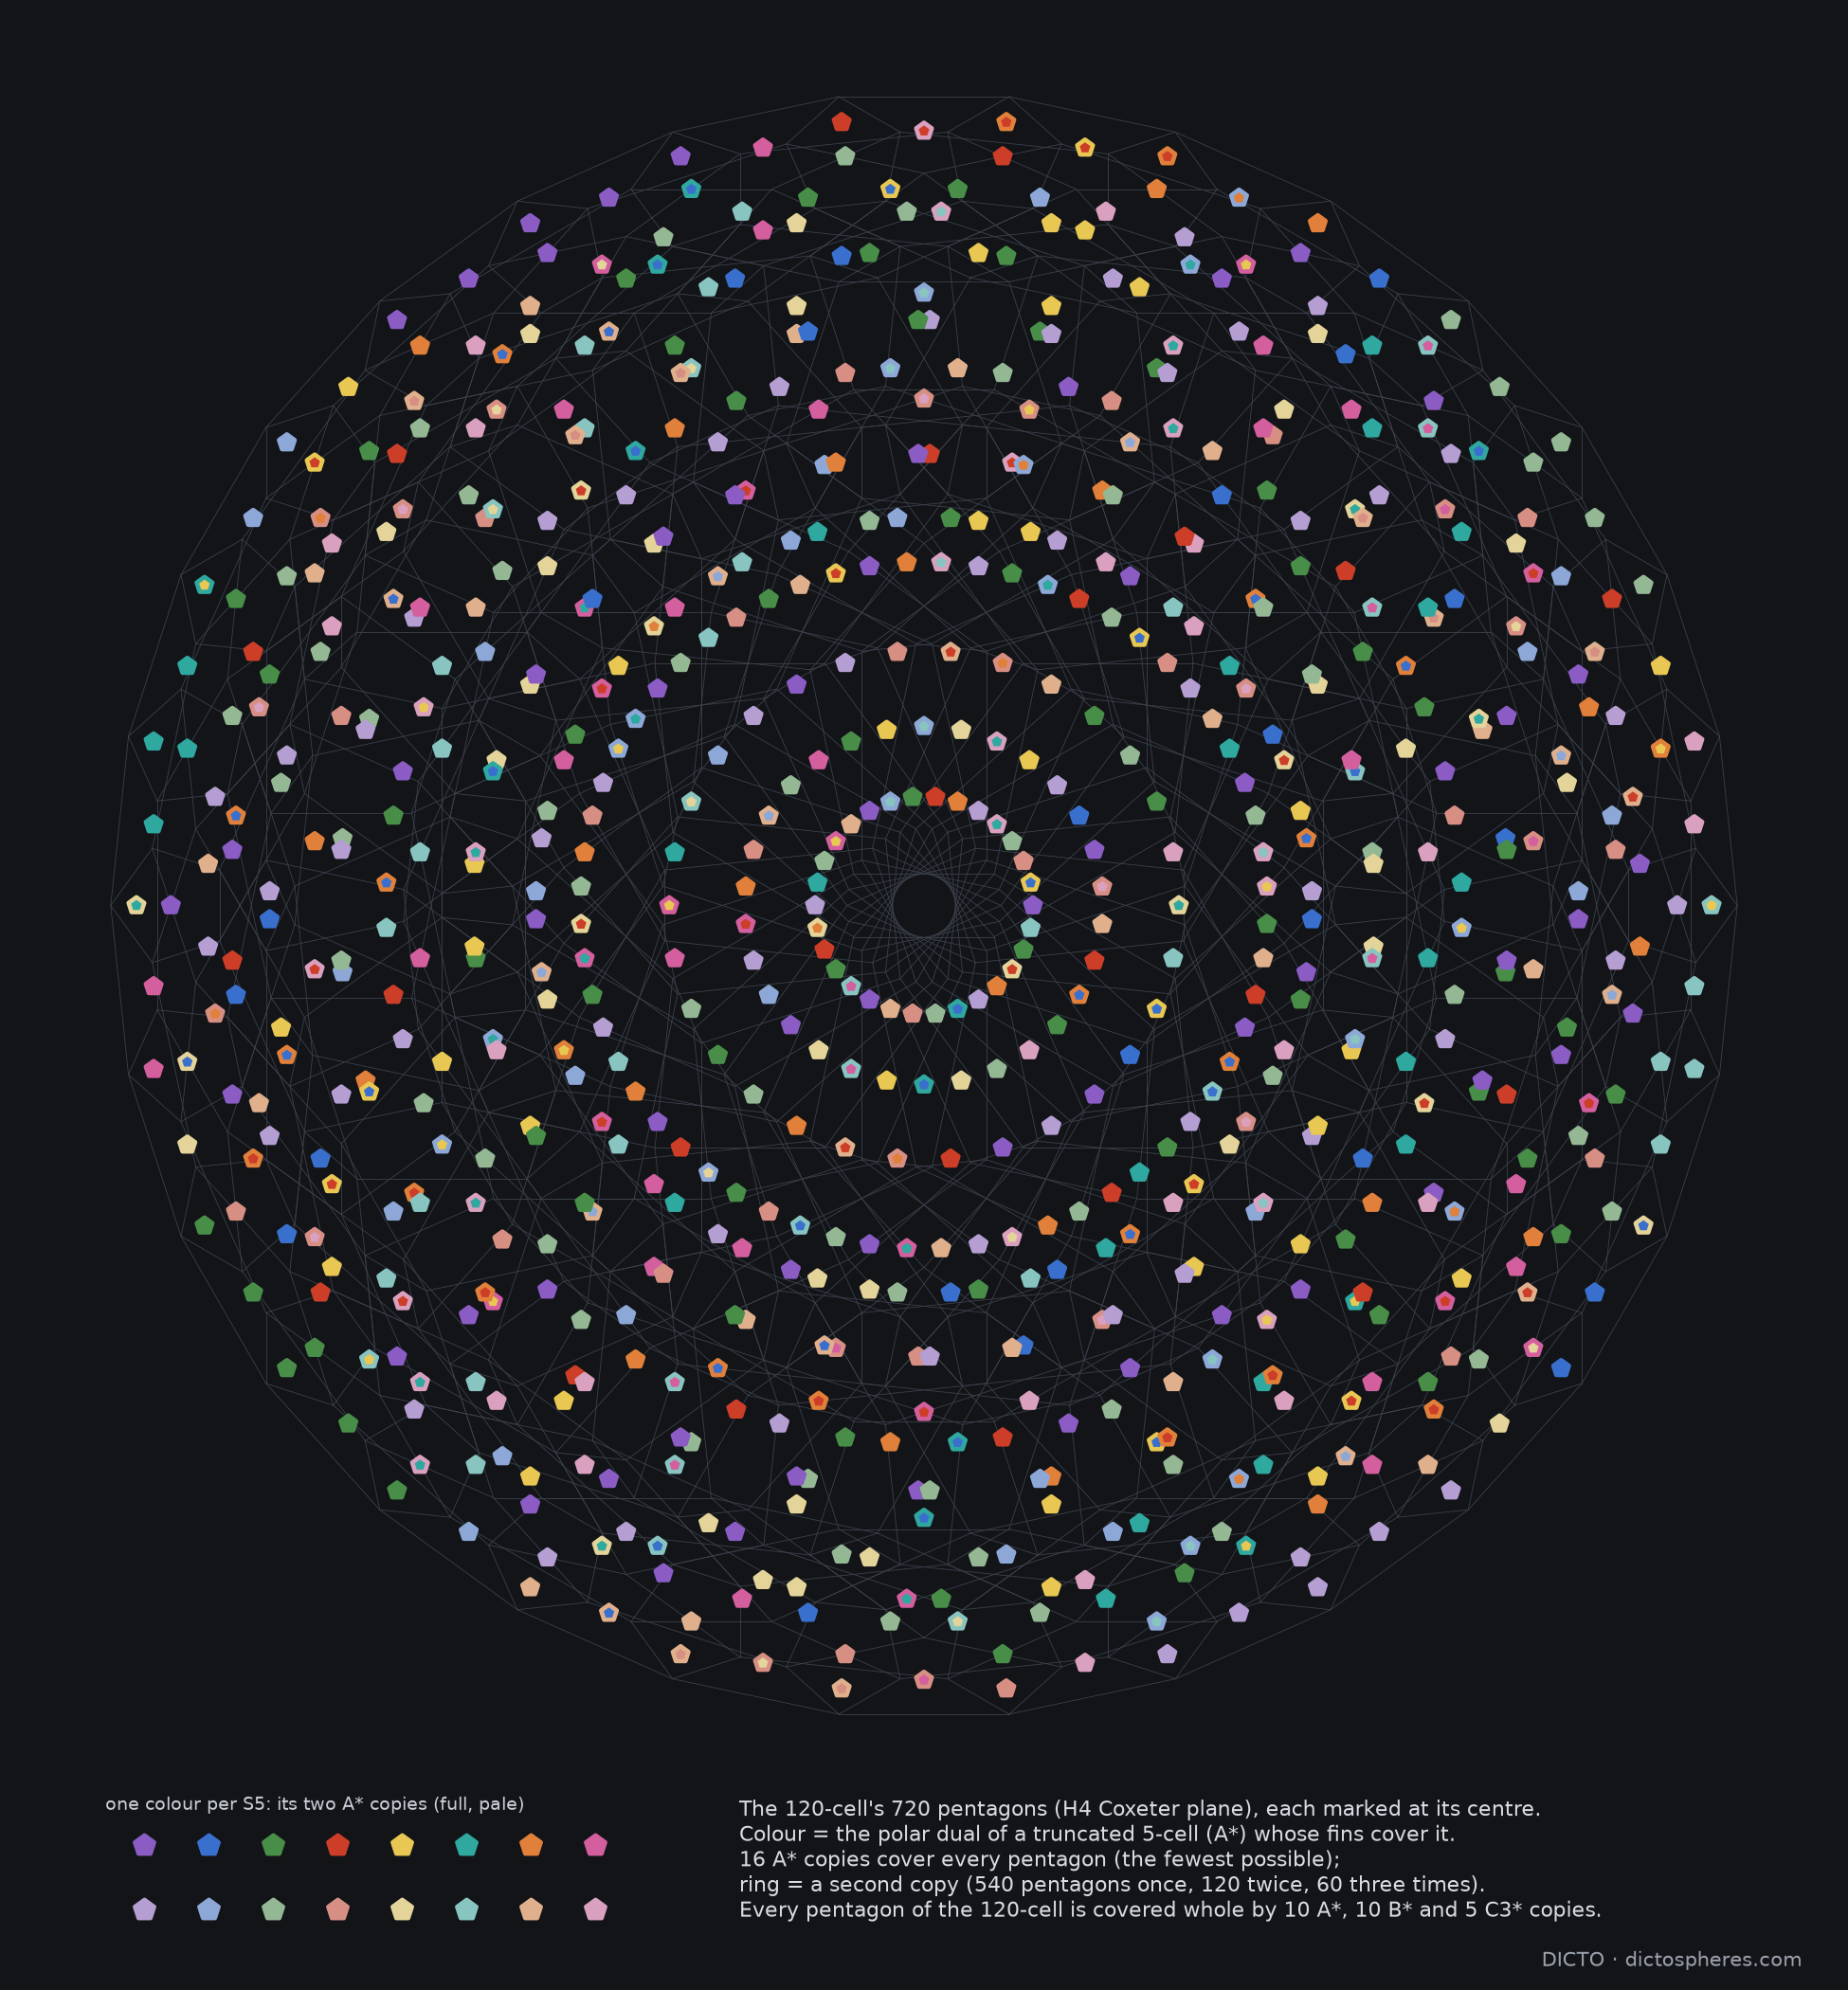 one colour per S5: its two A* copies (full, pale)
The 120-cell's 720 pentagons (H4 Coxeter plane), each marked at its centre.
Colour = the polar dual of a truncated 5-cell (A*) whose fins cover it.
16 A* copies cover every pentagon (the fewest possible);
ring = a second copy (540 pentagons once, 120 twice, 60 three times).
Every pentagon of the 120-cell is covered whole by 10 A*, 10 B* and 5 C3* copies.
DICTO · dictospheres.com